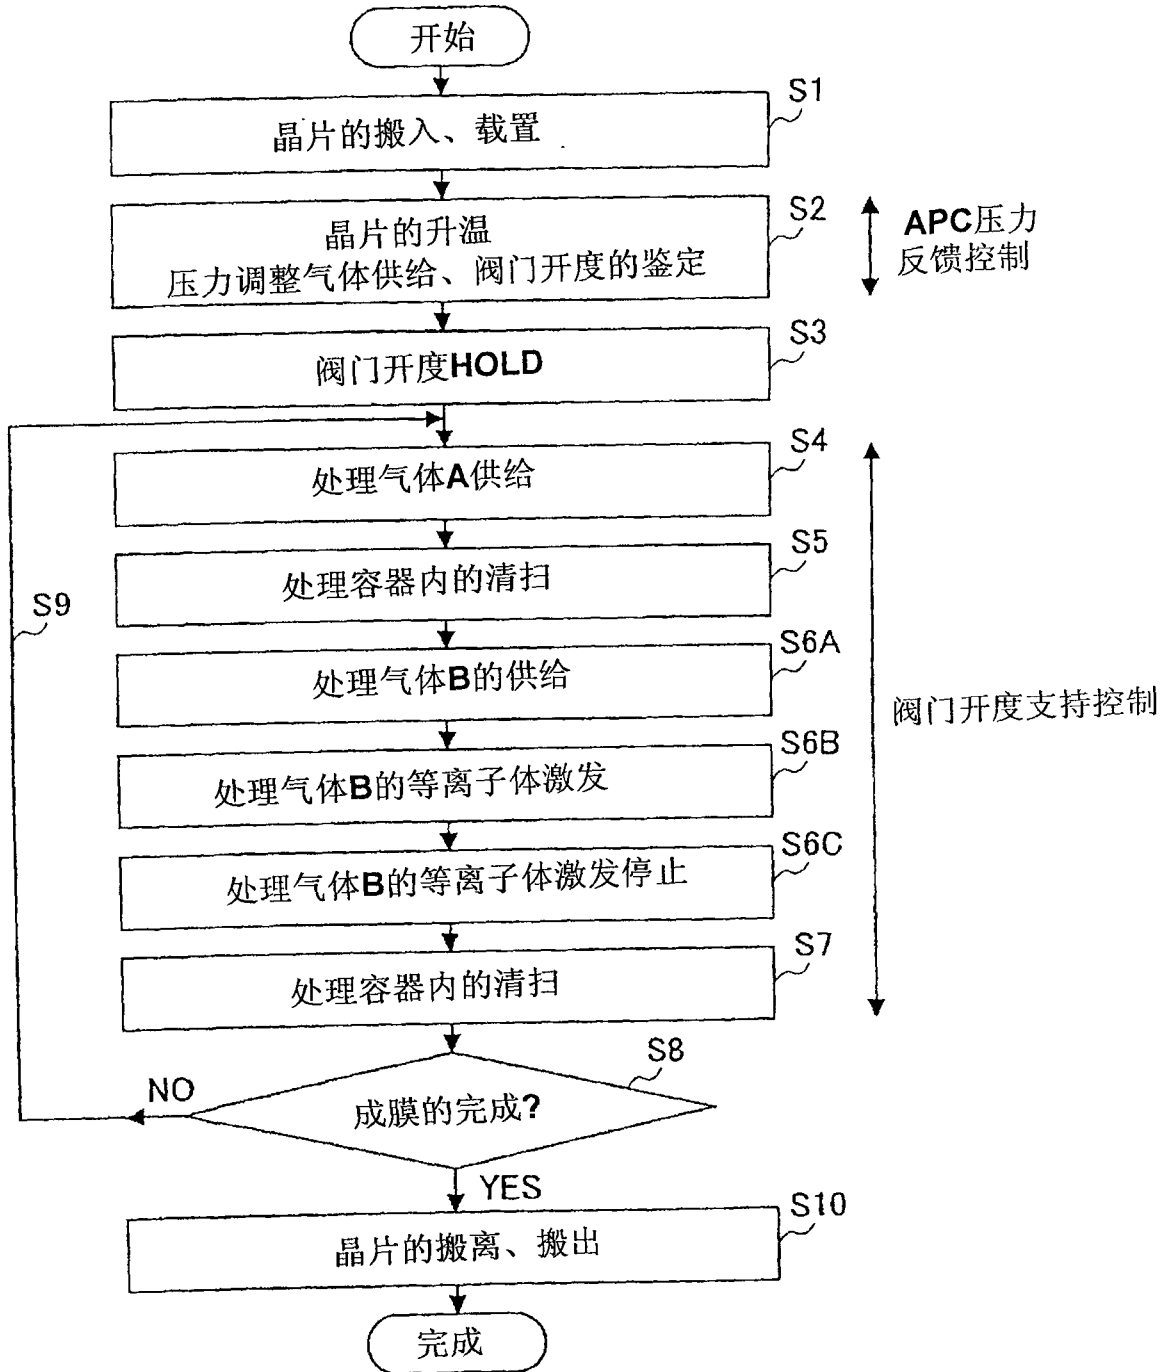 开始
S1
晶片的搬入、载置
S2
晶片的升温
压力调整气体供给、阀门开度的鉴定
APC压力
反馈控制
S3
阀门开度HOLD
S4
处理气体A供给
S5
处理容器内的清扫
S9
S6A
处理气体B的供给
阀门开度支持控制
S6B
处理气体B的等离子体激发
S6C
处理气体B的等离子体激发停止
S7
处理容器内的清扫
S8
NO
成膜的完成?
YES
S10
晶片的搬离、搬出
完成